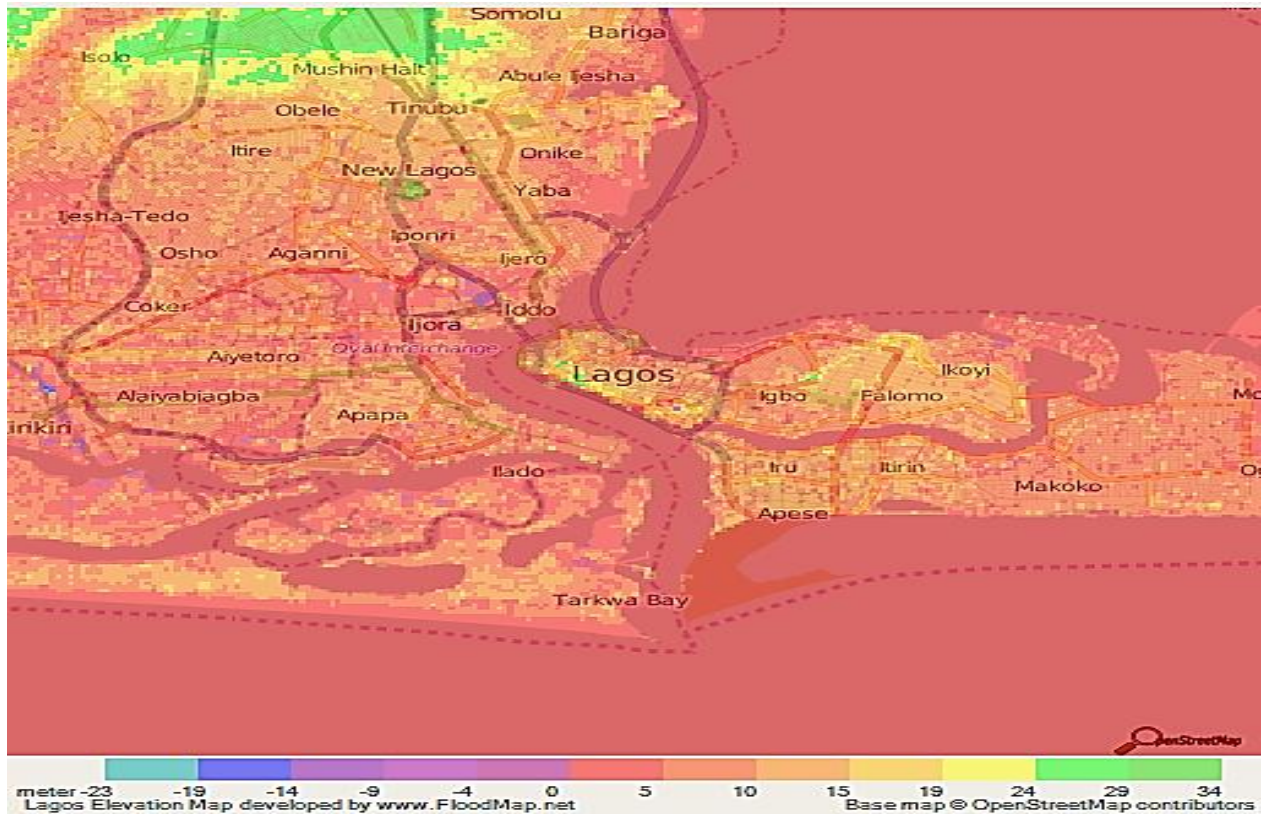 Somolu
Bariga
Isolo
Mushin Halt
Abule Ijesha
Obele
Tinubu
Itire
Onike
New Lagos
Yaba
Ijesha-Tedo
Iponri
Osho
Aganni
Ijero
Coker
Iddo
Ijora
Aiyetoro
Oval Interchange
Lagos
Ikoyi
Alaiyabiagba
Igbo
Falomo
Apapa
irikiri
Ilado
Iru
Itirin
Makoko
Apese
Tarkwa Bay
penStreetMap
meter -23 -19 -14 -9 -4 0 5 10 15 19 24 29 34
Lagos Elevation Map developed by www.FloodMap.net Base map © OpenStreetMap contributors